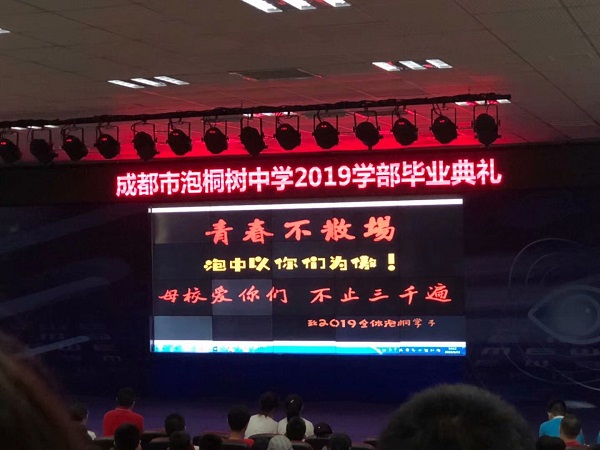 成都市泡桐树中学2019学部毕业典礼
青春不散場
泡中以你们为傲！
母校爱你们 不止三千遍
致2019全体泡桐学子